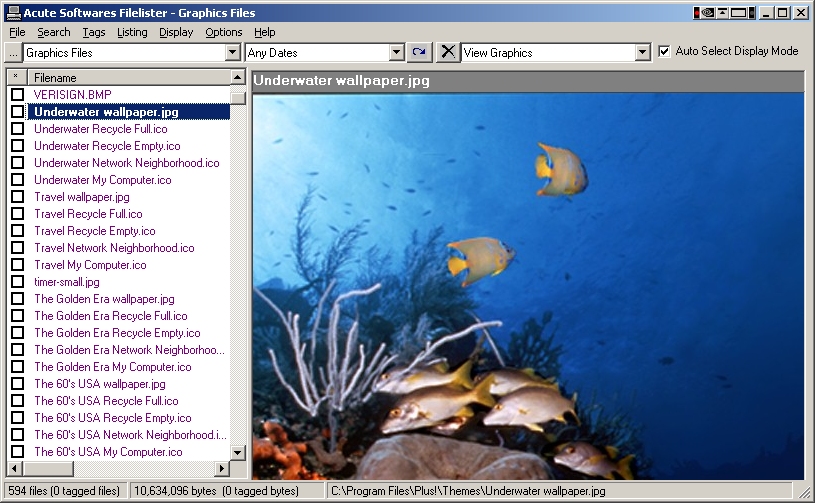 Acute Softwares Filelister - Graphics Files
File Search Tags Listing Display Options Help
... Graphics Files Any Dates View Graphics Auto Select Display Mode
* Filename
Underwater wallpaper.jpg
VERISIGN.BMP
Underwater wallpaper.jpg
Underwater Recycle Full.ico
Underwater Recycle Empty.ico
Underwater Network Neighborhood.ico
Underwater My Computer.ico
Travel wallpaper.jpg
Travel Recycle Full.ico
Travel Recycle Empty.ico
Travel Network Neighborhood.ico
Travel My Computer.ico
timer-small.jpg
The Golden Era wallpaper.jpg
The Golden Era Recycle Full.ico
The Golden Era Recycle Empty.ico
The Golden Era Network Neighborhoo...
The Golden Era My Computer.ico
The 60's USA wallpaper.jpg
The 60's USA Recycle Full.ico
The 60's USA Recycle Empty.ico
The 60's USA Network Neighborhood.i...
The 60's USA My Computer.ico
594 files (0 tagged files) 10,634,096 bytes (0 tagged bytes) C:\Program Files\Plus!\Themes\Underwater wallpaper.jpg